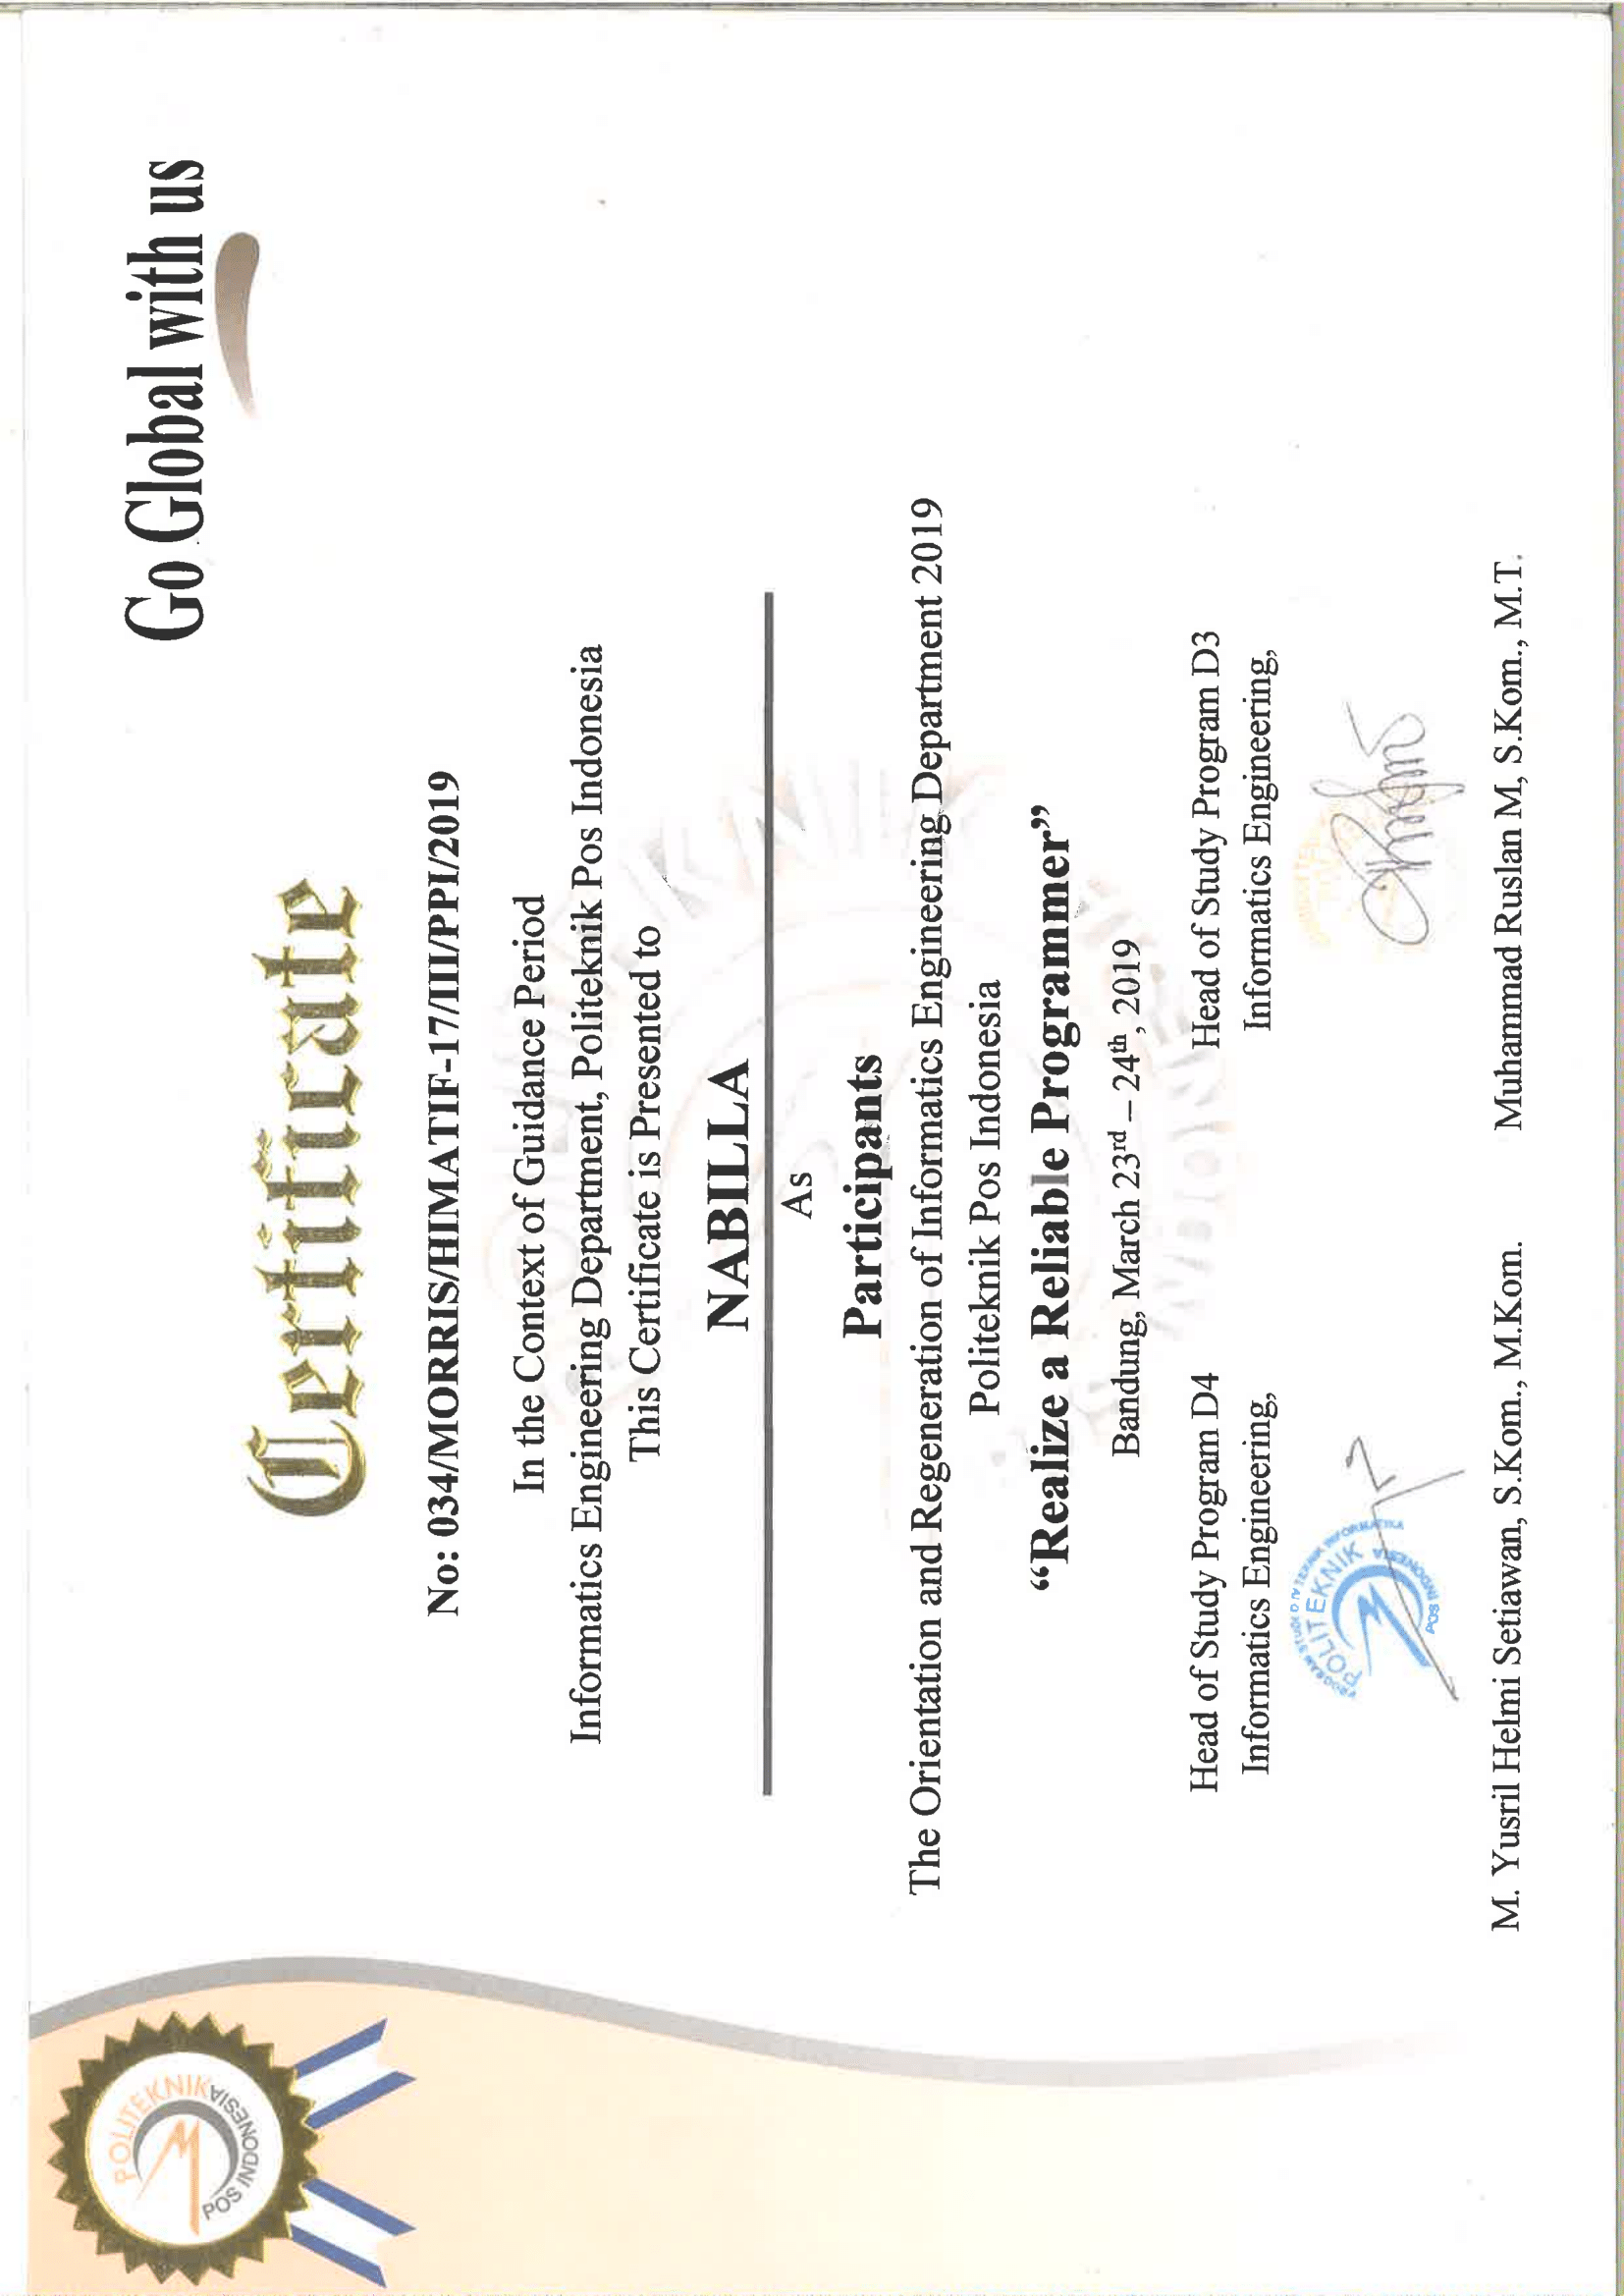 Go Global with us
Certificate
No: 034/MORRIS/HIMATIF-17/III/PPI/2019
In the Context of Guidance Period
Informatics Engineering Department, Politeknik Pos Indonesia
This Certificate is Presented to
NABILLA
As
Participants
The Orientation and Regeneration of Informatics Engineering Department 2019
Politeknik Pos Indonesia
“Realize a Reliable Programmer”
Bandung, March 23rd – 24th, 2019
Head of Study Program D4
Informatics Engineering,
Head of Study Program D3
Informatics Engineering,
PROGRAM STUDI D IV TEKNIK INFORMATIKA
POLITEKNIK
POS INDONESIA
M. Yusril Helmi Setiawan, S.Kom., M.Kom.
Muhammad Ruslan M, S.Kom., M.T.
POLITEKNIK
POS INDONESIA